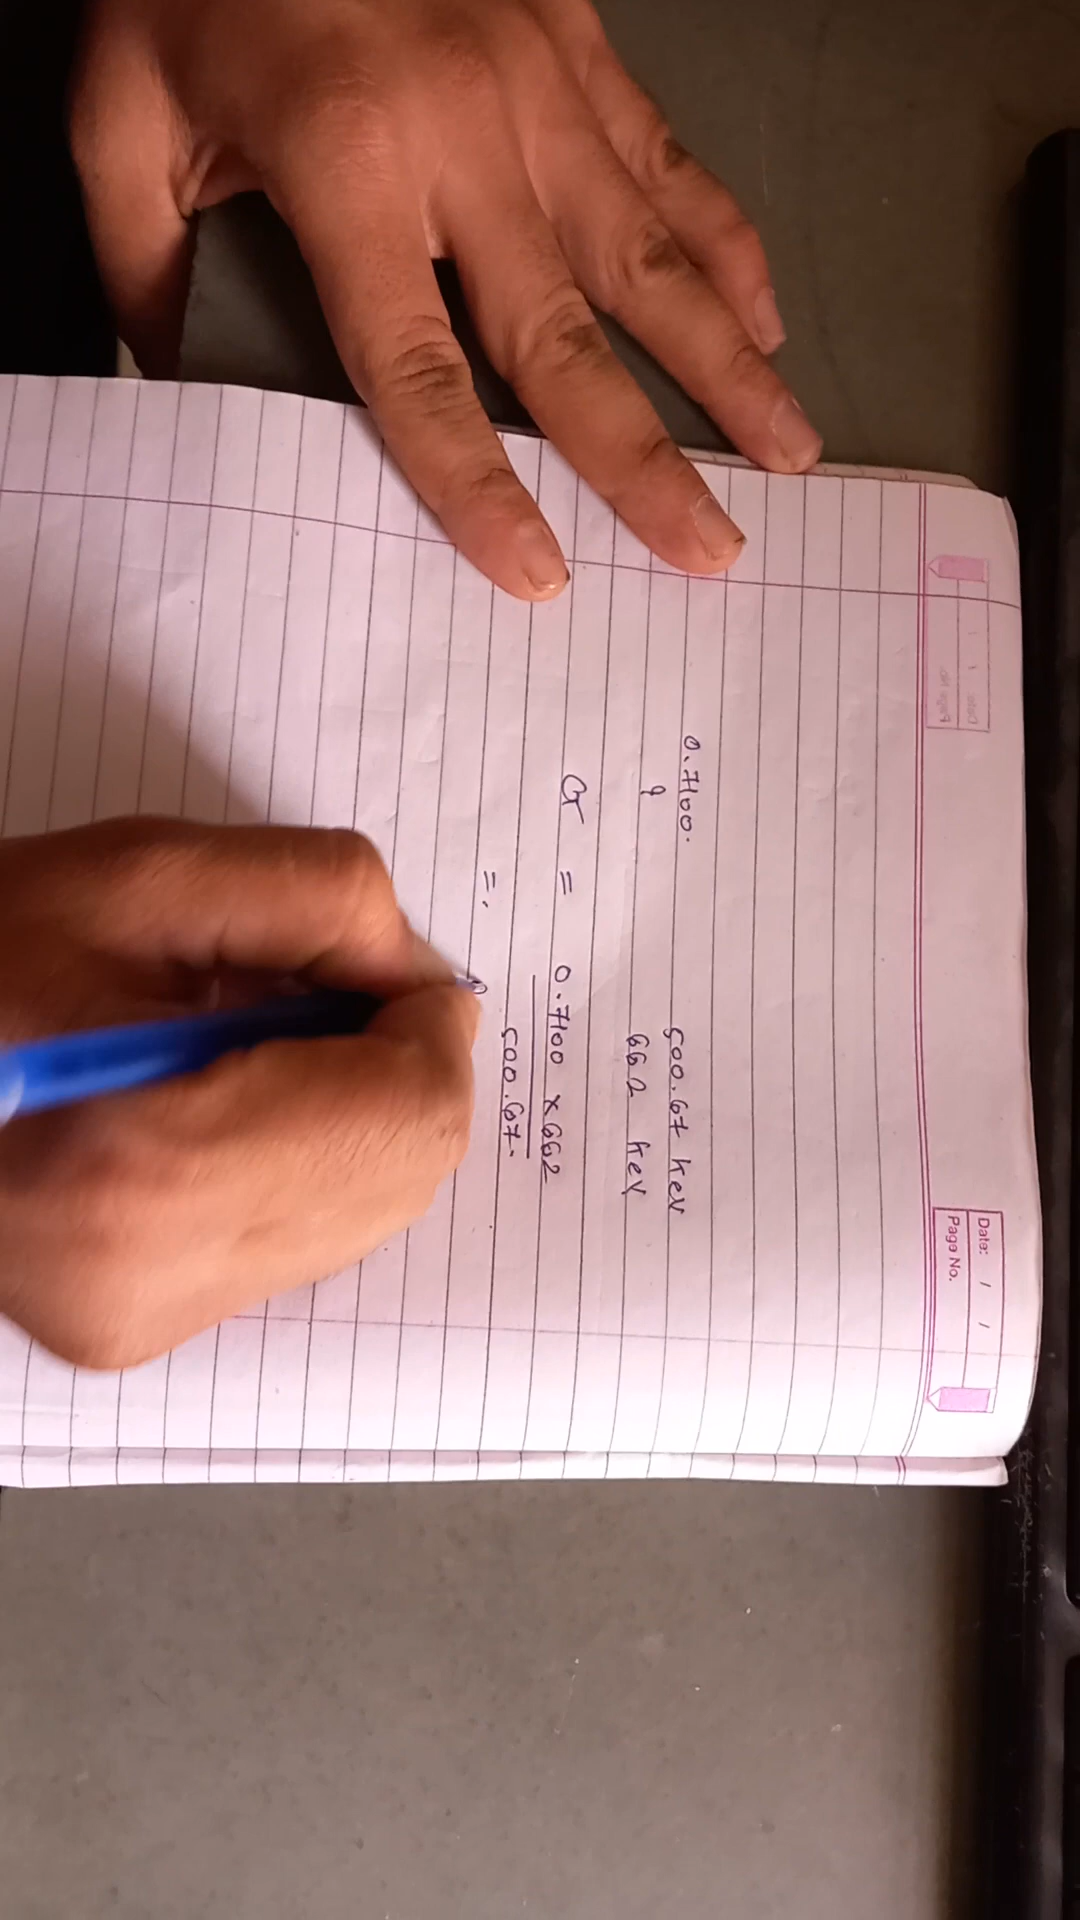 Date: / /
Page No.
0.7100. 500.67 keV
? 662 keV
G = 0.7100 × 662
500.67.
=.